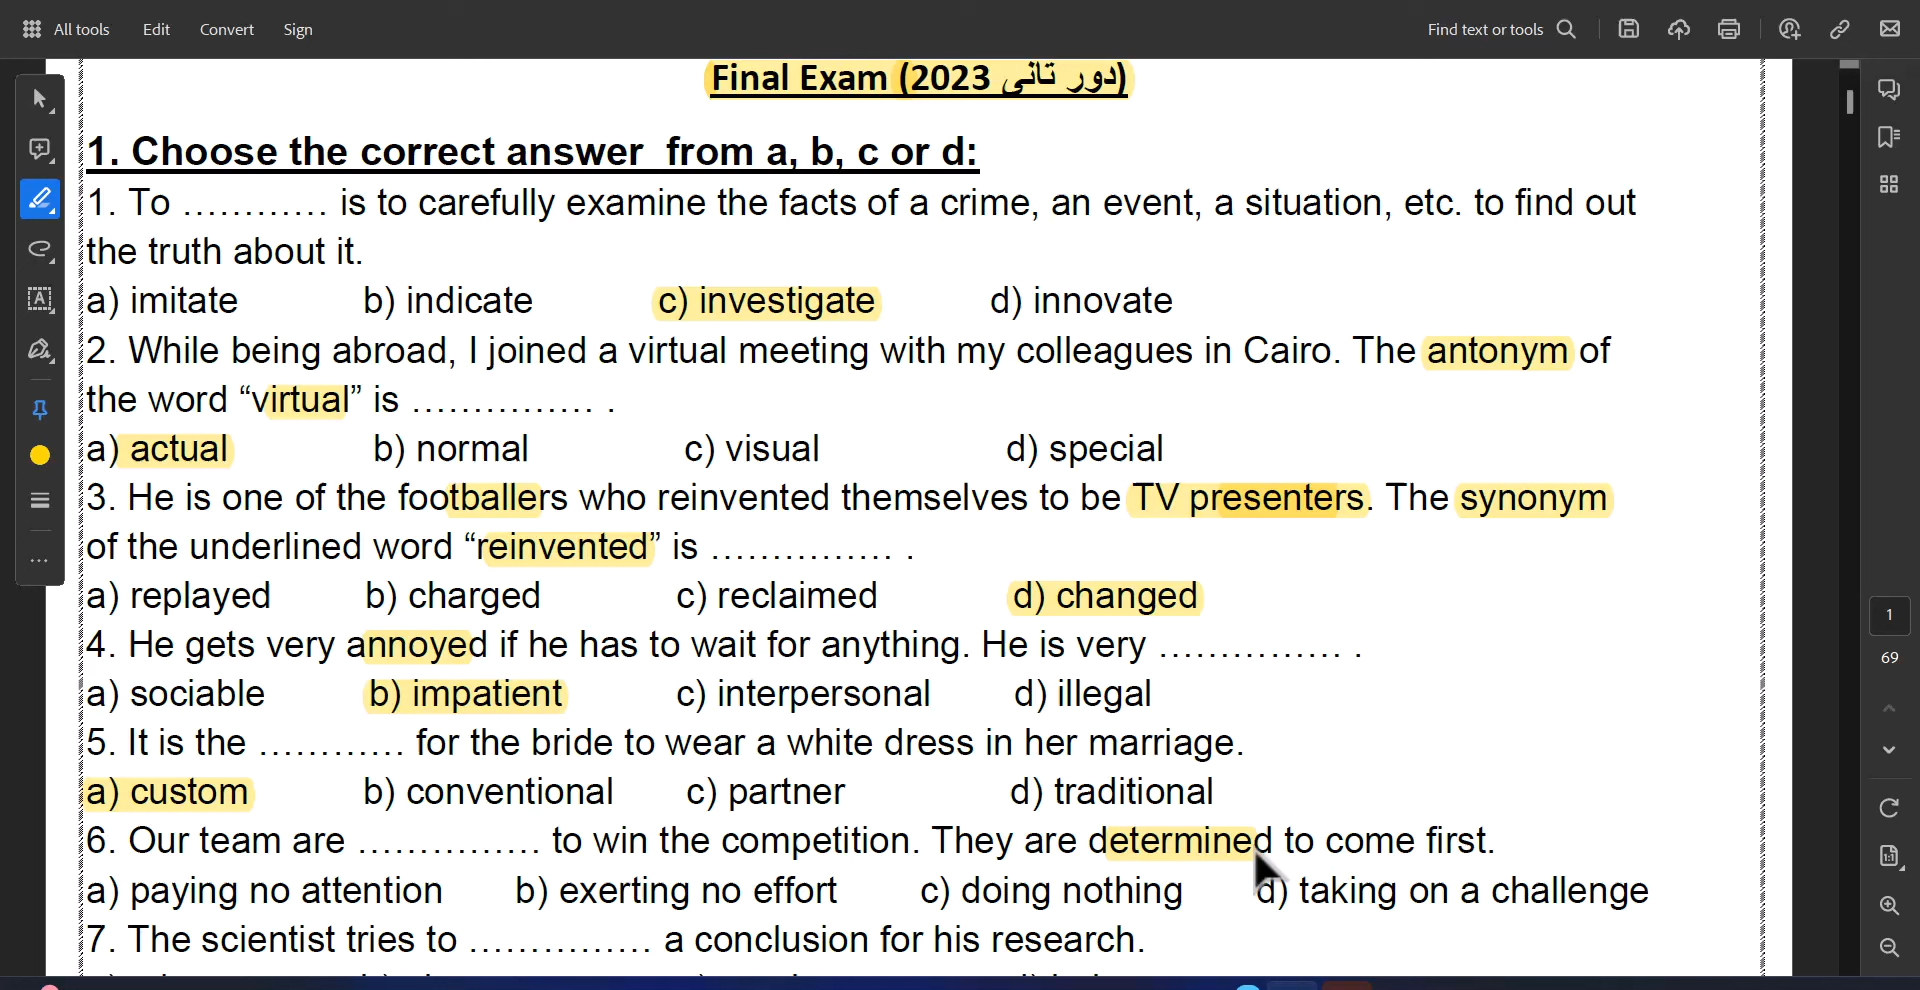 All tools Edit Convert Sign Find text or tools
Final Exam (2023 دور تانى)
1. Choose the correct answer from a, b, c or d:
1. To ………… is to carefully examine the facts of a crime, an event, a situation, etc. to find out
the truth about it.
a) imitate b) indicate c) investigate d) innovate
2. While being abroad, I joined a virtual meeting with my colleagues in Cairo. The antonym of
the word “virtual” is …………… .
a) actual b) normal c) visual d) special
3. He is one of the footballers who reinvented themselves to be TV presenters. The synonym
of the underlined word “reinvented” is …………… .
a) replayed b) charged c) reclaimed d) changed
4. He gets very annoyed if he has to wait for anything. He is very …………… .
a) sociable b) impatient c) interpersonal d) illegal
5. It is the ………… for the bride to wear a white dress in her marriage.
a) custom b) conventional c) partner d) traditional
6. Our team are …………… to win the competition. They are determined to come first.
a) paying no attention b) exerting no effort c) doing nothing d) taking on a challenge
7. The scientist tries to …………… a conclusion for his research.
1
69